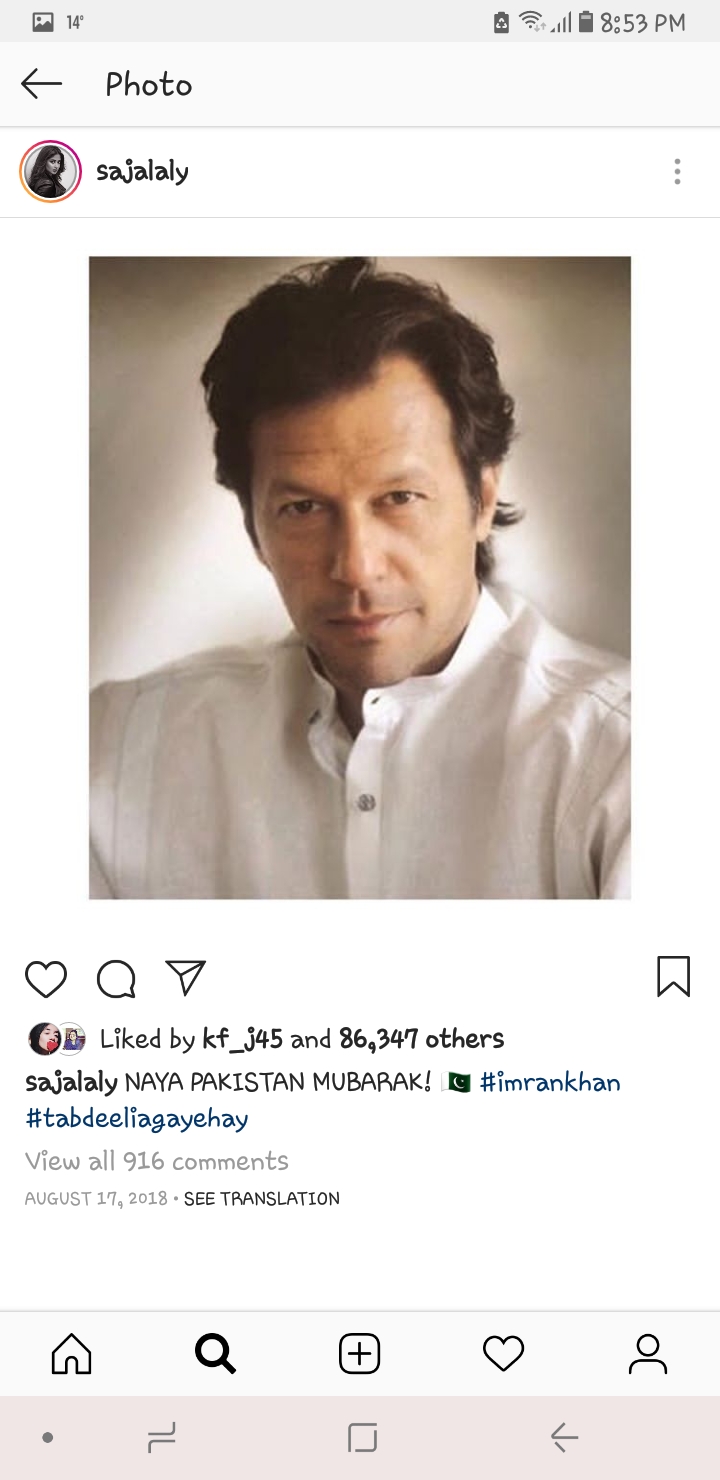 14°
8:53 PM
Photo
sajalaly
Liked by kf_j45 and 86,347 others
sajalaly NAYA PAKISTAN MUBARAK! 🇵🇰 #imrankhan
#tabdeeliagayehay
View all 916 comments
AUGUST 17, 2018 • SEE TRANSLATION